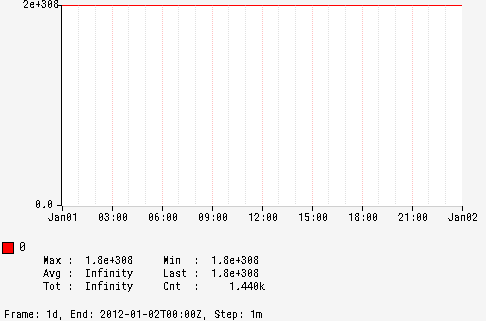 2e+308
0.0
Jan01 03:00 06:00 09:00 12:00 15:00 18:00 21:00 Jan02
0
Max : 1.8e+308 Min : 1.8e+308
Avg : Infinity Last : 1.8e+308
Tot : Infinity Cnt : 1.440k
Frame: 1d, End: 2012-01-02T00:00Z, Step: 1m